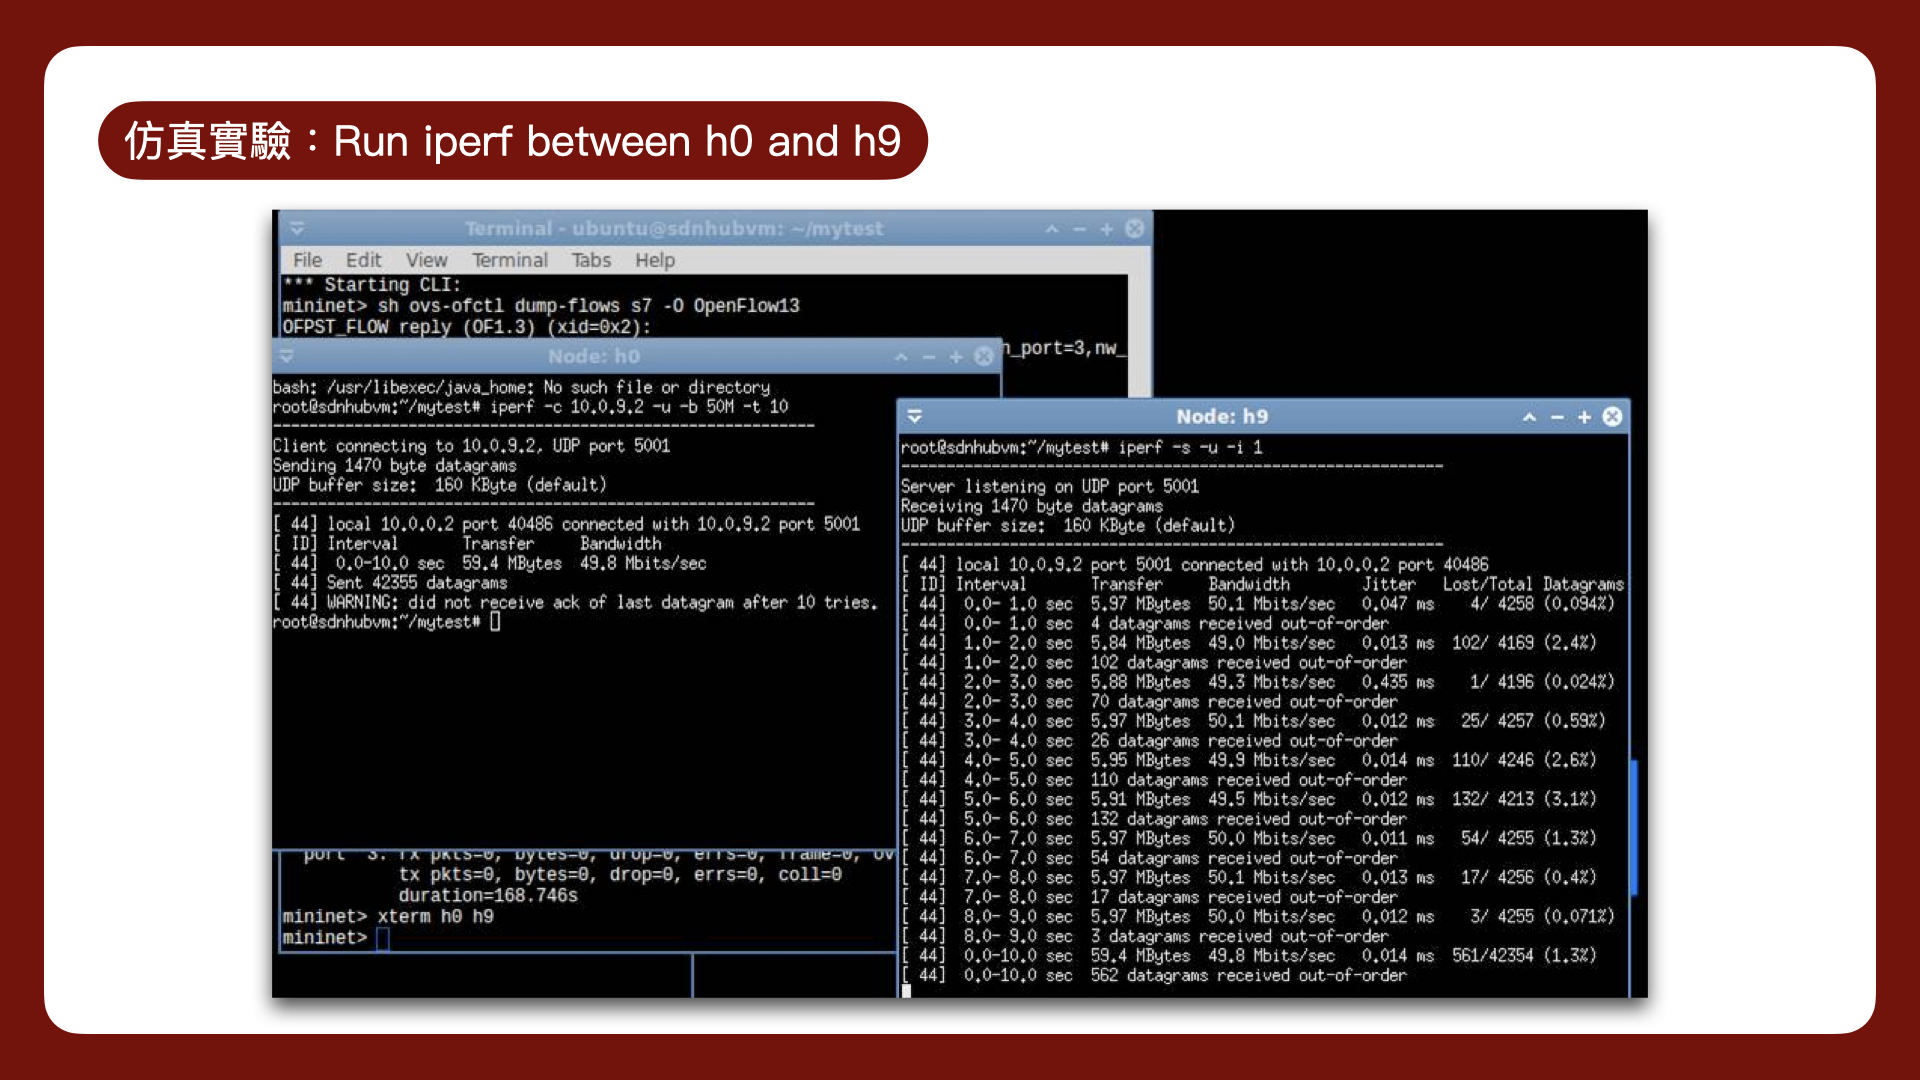 仿真實驗：Run iperf between h0 and h9
Terminal - ubuntu@sdnhubvm: ~/mytest
File Edit View Terminal Tabs Help
*** Starting CLI:
mininet> sh ovs-ofctl dump-flows s7 -O OpenFlow13
OFPST_FLOW reply (OF1.3) (xid=0x2):
n_port=3,nw_
Node: h0
bash: /usr/libexec/java_home: No such file or directory
root@sdnhubvm:~/mytest# iperf -c 10.0.9.2 -u -b 50M -t 10
------------------------------------------------------------
Client connecting to 10.0.9.2, UDP port 5001
Sending 1470 byte datagrams
UDP buffer size:  160 KByte (default)
------------------------------------------------------------
[ 44] local 10.0.0.2 port 40486 connected with 10.0.9.2 port 5001
[ ID] Interval       Transfer     Bandwidth
[ 44]  0.0-10.0 sec  59.4 MBytes  49.8 Mbits/sec
[ 44] Sent 42355 datagrams
[ 44] WARNING: did not receive ack of last datagram after 10 tries.
root@sdnhubvm:~/mytest#
port  3: rx pkts=0, bytes=0, drop=0, errs=0, frame=0, ov
tx pkts=0, bytes=0, drop=0, errs=0, coll=0
duration=168.746s
mininet> xterm h0 h9
mininet>
Node: h9
root@sdnhubvm:~/mytest# iperf -s -u -i 1
------------------------------------------------------------
Server listening on UDP port 5001
Receiving 1470 byte datagrams
UDP buffer size:  160 KByte (default)
------------------------------------------------------------
[ 44] local 10.0.9.2 port 5001 connected with 10.0.0.2 port 40486
[ ID] Interval       Transfer     Bandwidth        Jitter   Lost/Total Datagrams
[ 44]  0.0- 1.0 sec  5.97 MBytes  50.1 Mbits/sec   0.047 ms    4/ 4258 (0.094%)
[ 44]  0.0- 1.0 sec  4 datagrams received out-of-order
[ 44]  1.0- 2.0 sec  5.84 MBytes  49.0 Mbits/sec   0.013 ms  102/ 4169 (2.4%)
[ 44]  1.0- 2.0 sec  102 datagrams received out-of-order
[ 44]  2.0- 3.0 sec  5.88 MBytes  49.3 Mbits/sec   0.435 ms    1/ 4196 (0.024%)
[ 44]  2.0- 3.0 sec  70 datagrams received out-of-order
[ 44]  3.0- 4.0 sec  5.97 MBytes  50.1 Mbits/sec   0.012 ms   25/ 4257 (0.59%)
[ 44]  3.0- 4.0 sec  26 datagrams received out-of-order
[ 44]  4.0- 5.0 sec  5.95 MBytes  49.9 Mbits/sec   0.014 ms  110/ 4246 (2.6%)
[ 44]  4.0- 5.0 sec  110 datagrams received out-of-order
[ 44]  5.0- 6.0 sec  5.91 MBytes  49.5 Mbits/sec   0.012 ms  132/ 4213 (3.1%)
[ 44]  5.0- 6.0 sec  132 datagrams received out-of-order
[ 44]  6.0- 7.0 sec  5.97 MBytes  50.0 Mbits/sec   0.011 ms   54/ 4255 (1.3%)
[ 44]  6.0- 7.0 sec  54 datagrams received out-of-order
[ 44]  7.0- 8.0 sec  5.97 MBytes  50.1 Mbits/sec   0.013 ms   17/ 4256 (0.4%)
[ 44]  7.0- 8.0 sec  17 datagrams received out-of-order
[ 44]  8.0- 9.0 sec  5.97 MBytes  50.0 Mbits/sec   0.012 ms    3/ 4255 (0.071%)
[ 44]  8.0- 9.0 sec  3 datagrams received out-of-order
[ 44]  0.0-10.0 sec  59.4 MBytes  49.8 Mbits/sec   0.014 ms  561/42354 (1.3%)
[ 44]  0.0-10.0 sec  562 datagrams received out-of-order